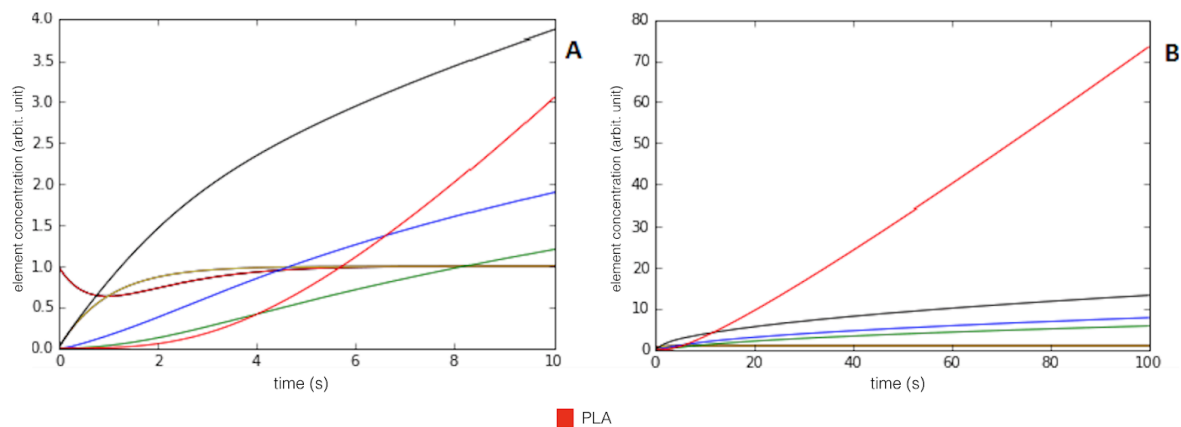 4.0
3.5
3.0
2.5
2.0
1.5
1.0
0.5
0.0
0 2 4 6 8 10
time (s)
element concentration (arbit. unit)
A
80
70
60
50
40
30
20
10
0
0 20 40 60 80 100
time (s)
element concentration (arbit. unit)
B
PLA